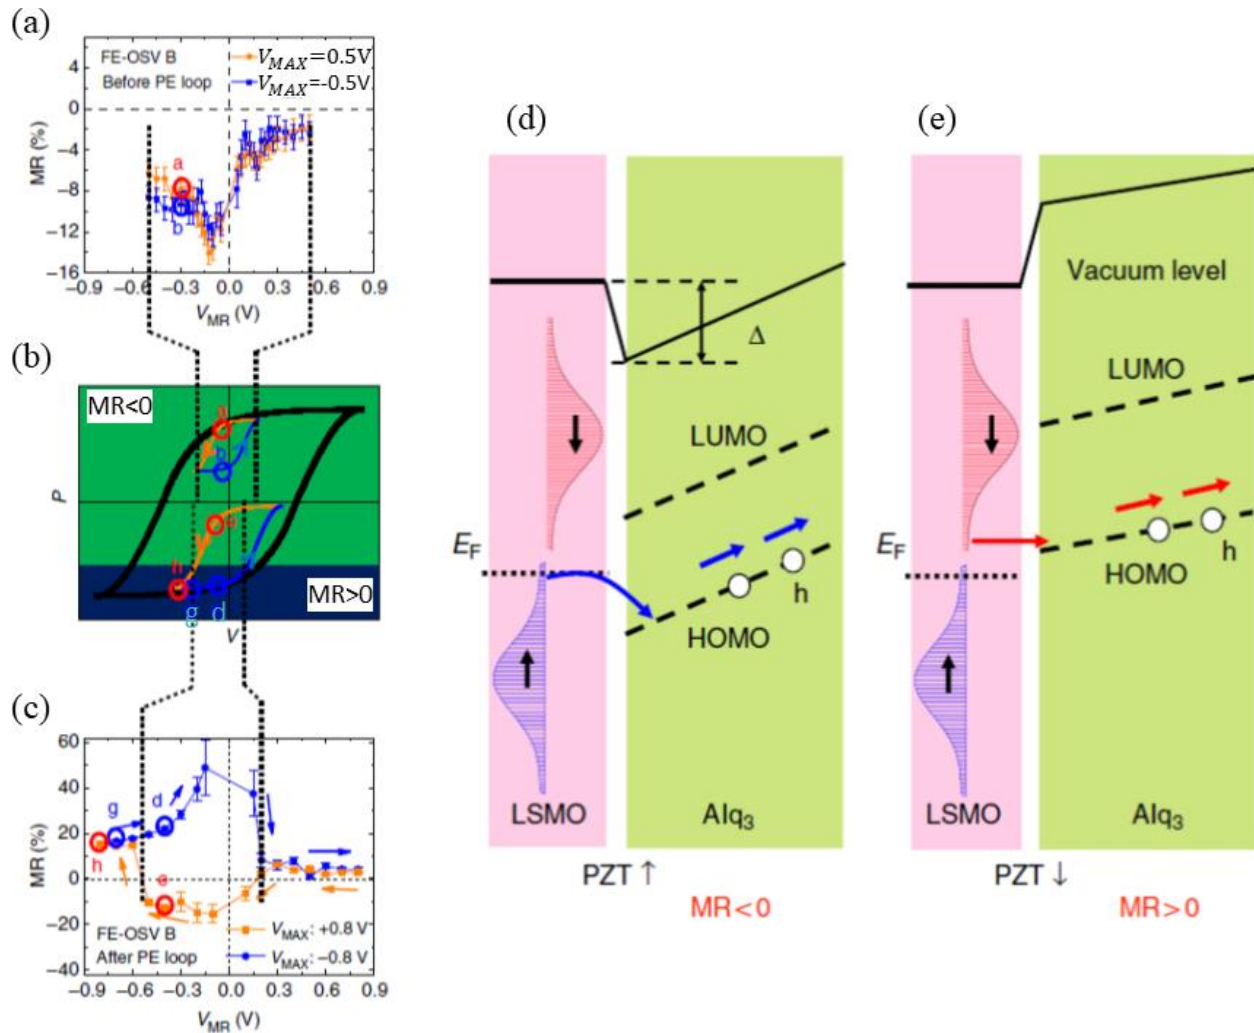 (a)
FE-OSV B
V_MAX=0.5V
Before PE loop
V_MAX=-0.5V
4
0
−4
−8
−12
−16
MR (%)
a
b
−0.9 −0.6 −0.3 0.0 0.3 0.6 0.9
V_MR (V)
(b)
MR<0
a
b
P
e
h
g d
MR>0
V
(c)
60
40
20
0
−20
−40
MR (%)
g
d
h
e
FE-OSV B
V_MAX: +0.8 V
After PE loop
V_MAX: −0.8 V
−0.9 −0.6 −0.3 0.0 0.3 0.6 0.9
V_MR (V)
(d)
Δ
LUMO
E_F
h
HOMO
LSMO
Alq₃
PZT ↑
MR<0
(e)
Vacuum level
LUMO
E_F
h
HOMO
LSMO
Alq₃
PZT ↓
MR>0